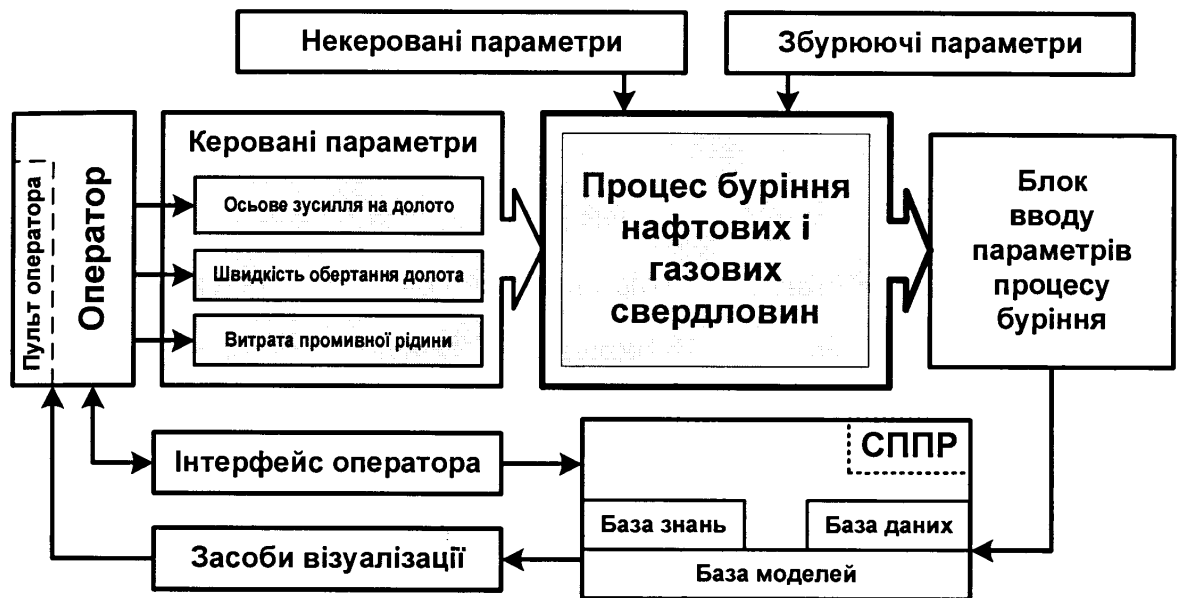 Некеровані параметри
Збурюючі параметри
Пульт оператора
Оператор
Керовані параметри
Осьове зусилля на долото
Швидкість обертання долота
Витрата промивної рідини
Процес буріння
нафтових і
газових
свердловин
Блок
вводу
параметрів
процесу
буріння
Інтерфейс оператора
СППР
База знань
База даних
База моделей
Засоби візуалізації